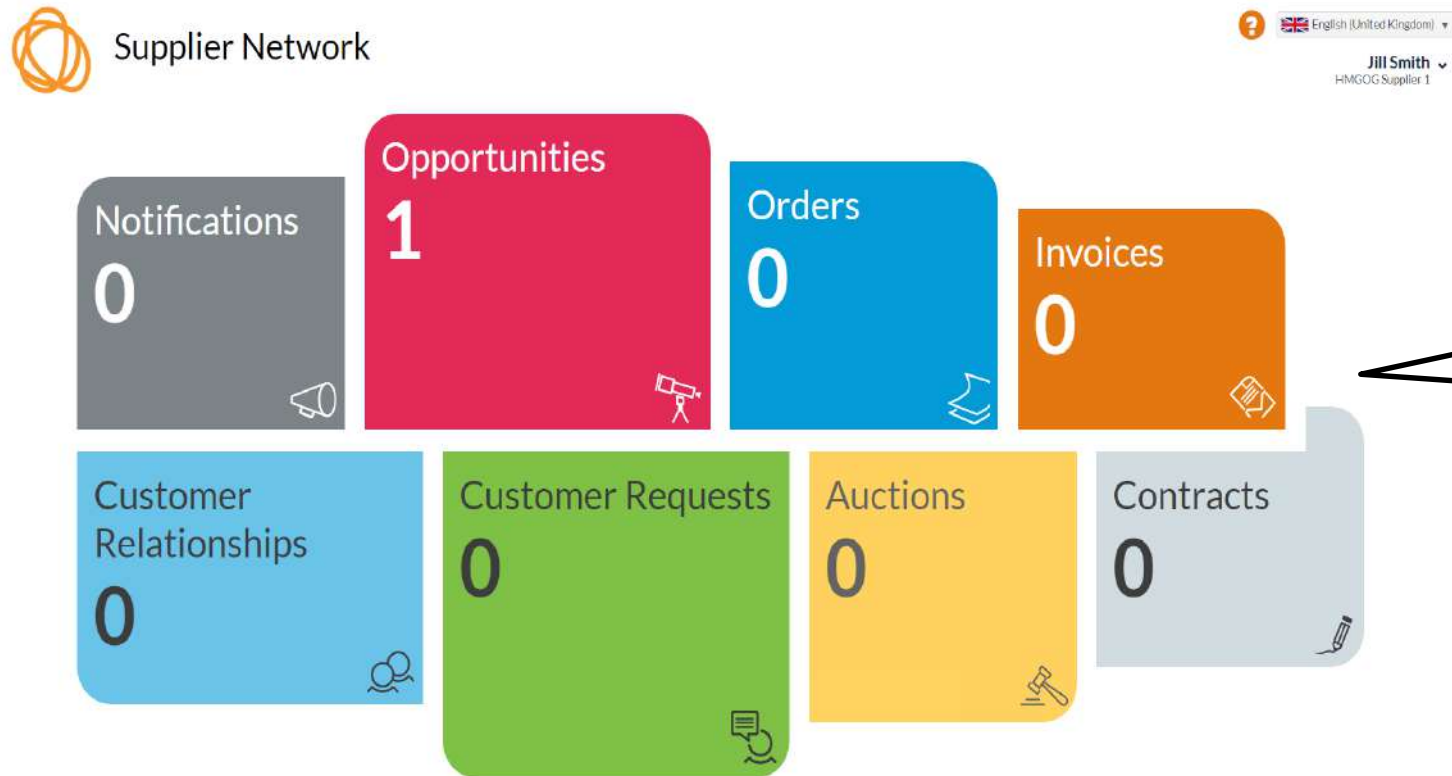 Supplier Network
English (United Kingdom)
Jill Smith
HMGOG Supplier 1
Notifications
0
Opportunities
1
Orders
0
Invoices
0
Customer
Relationships
0
Customer Requests
0
Auctions
0
Contracts
0